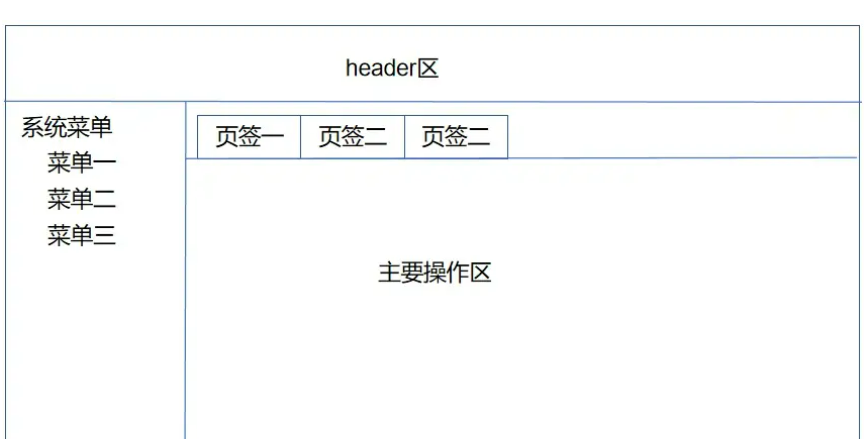 header区
系统菜单
页签一 页签二 页签二
菜单一
菜单二
菜单三
主要操作区